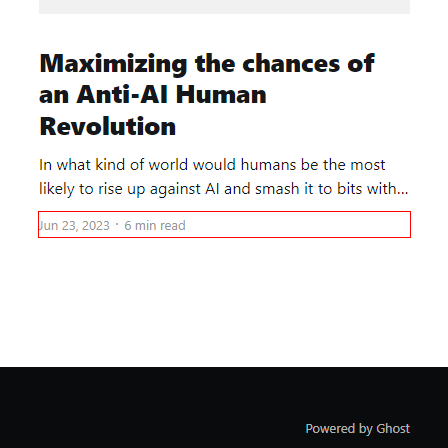 Maximizing the chances of
an Anti-AI Human
Revolution
In what kind of world would humans be the most
likely to rise up against AI and smash it to bits with...
Jun 23, 2023 · 6 min read
Powered by Ghost